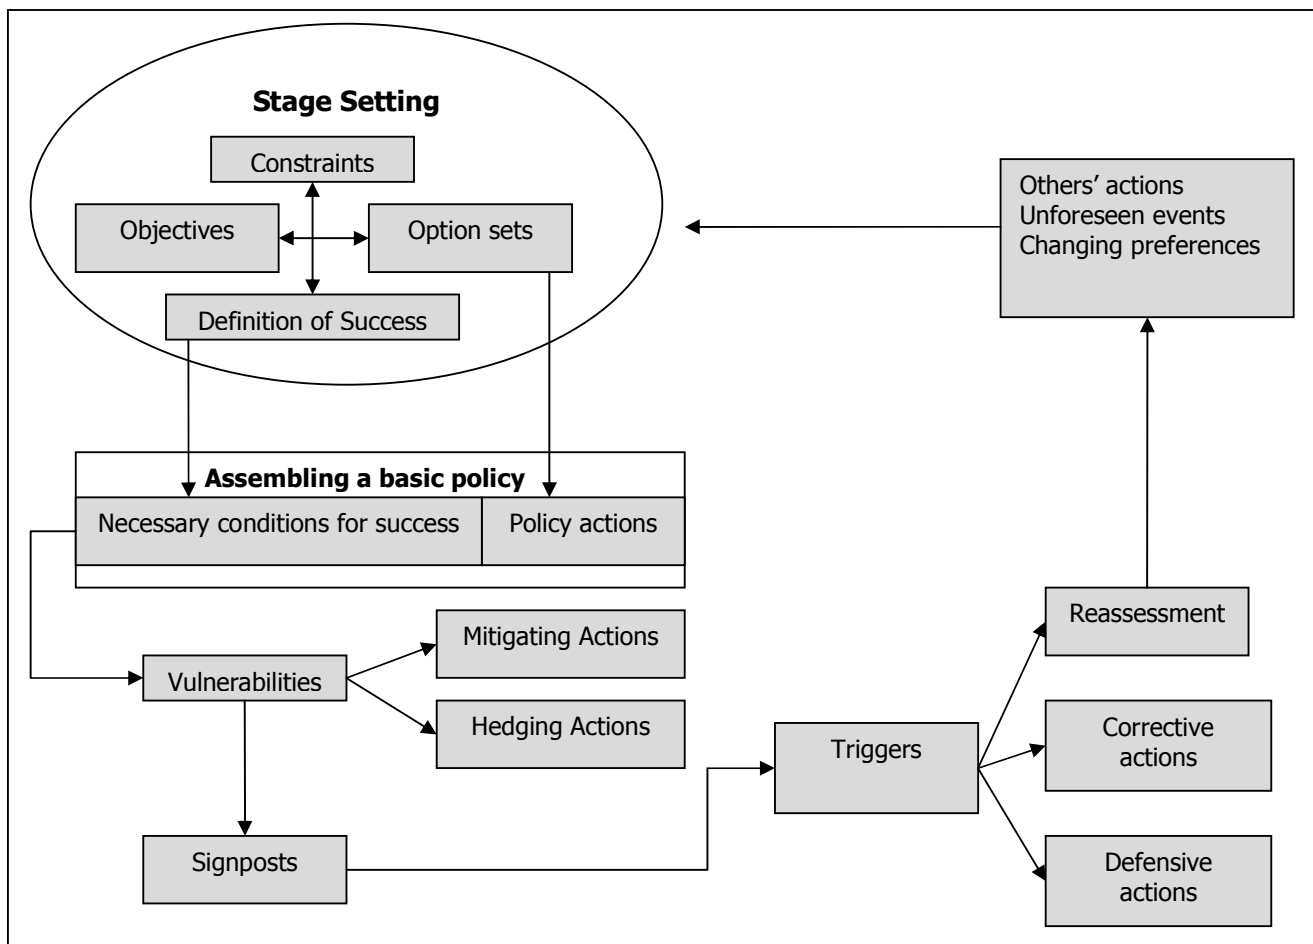 Stage Setting
Constraints
Objectives
Option sets
Definition of Success
Others’ actions
Unforeseen events
Changing preferences
Assembling a basic policy
Necessary conditions for success
Policy actions
Mitigating Actions
Vulnerabilities
Hedging Actions
Signposts
Triggers
Reassessment
Corrective
actions
Defensive
actions